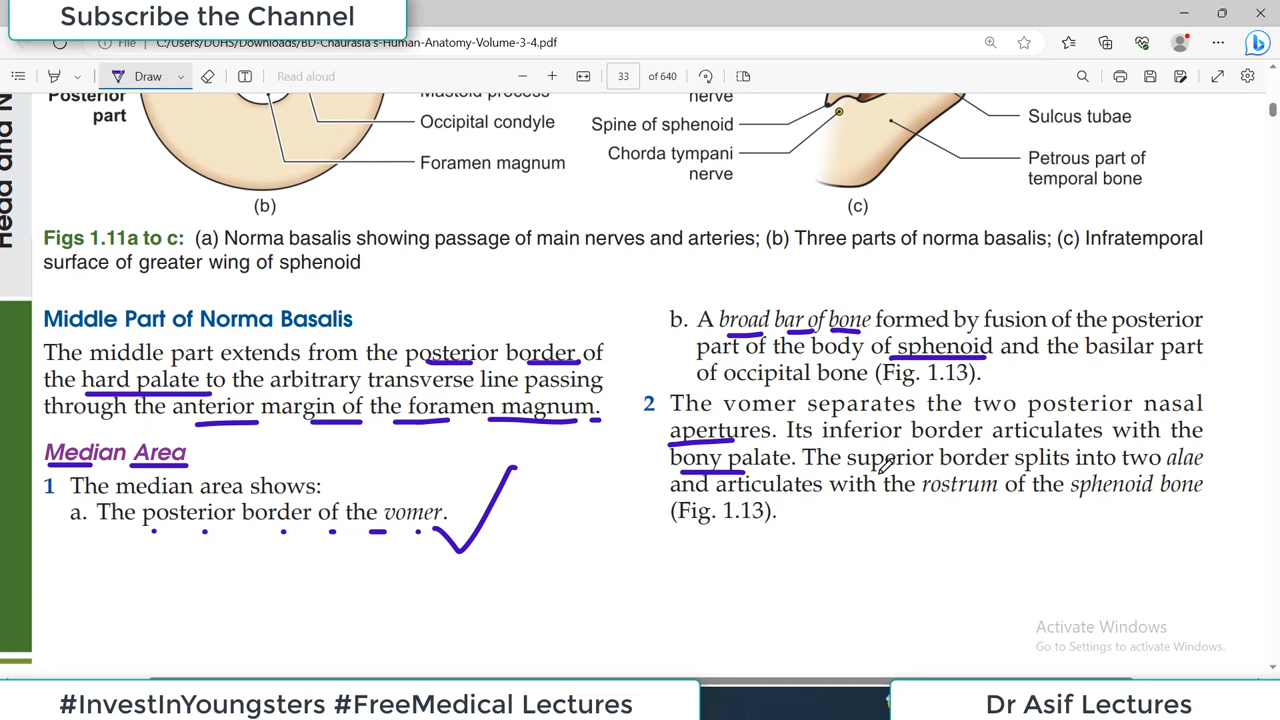 Subscribe the Channel
File C:/Users/DUHS/Downloads/BD-Chaurasia's-Human-Anatomy-Volume-3-4.pdf
Draw
Read aloud
33 of 640
Head and N
Posterior
part
Mastoid process
Occipital condyle
Foramen magnum
(b)
nerve
Spine of sphenoid
Chorda tympani
nerve
Sulcus tubae
Petrous part of
temporal bone
(c)
Figs 1.11a to c: (a) Norma basalis showing passage of main nerves and arteries; (b) Three parts of norma basalis; (c) Infratemporal
surface of greater wing of sphenoid
Middle Part of Norma Basalis
The middle part extends from the posterior border of
the hard palate to the arbitrary transverse line passing
through the anterior margin of the foramen magnum.
Median Area
1 The median area shows:
a. The posterior border of the vomer.
b. A broad bar of bone formed by fusion of the posterior
part of the body of sphenoid and the basilar part
of occipital bone (Fig. 1.13).
2 The vomer separates the two posterior nasal
apertures. Its inferior border articulates with the
bony palate. The superior border splits into two alae
and articulates with the rostrum of the sphenoid bone
(Fig. 1.13).
Activate Windows
Go to Settings to activate Windows.
#InvestInYoungsters #FreeMedical Lectures
Dr Asif Lectures